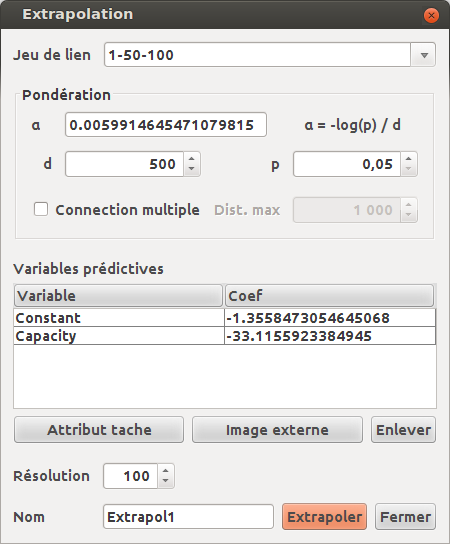 Extrapolation
Jeu de lien 1-50-100
Pondération
a 0.0059914645471079815 a = -log(p) / d
d 500 p 0,05
Connection multiple Dist. max 1 000
Variables prédictives
Variable Coef
Constant -1.3558473054645068
Capacity -33.1155923384945
Attribut tache Image externe Enlever
Résolution 100
Nom Extrapol1 Extrapoler Fermer